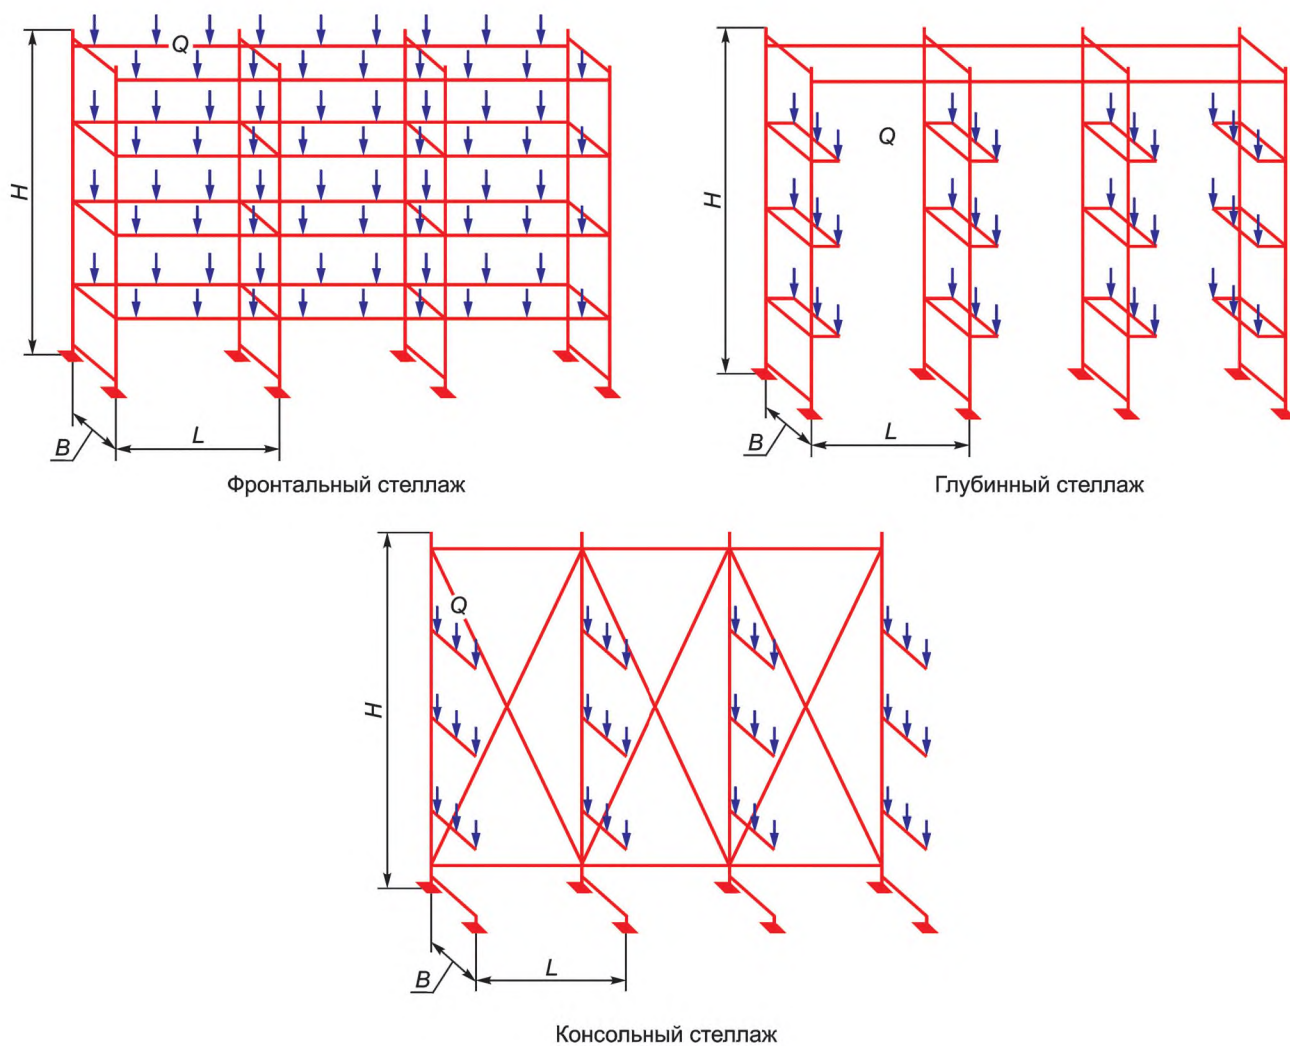 Q
H
B
L
Фронтальный стеллаж
Q
H
B
L
Глубинный стеллаж
Q
H
B
L
Консольный стеллаж